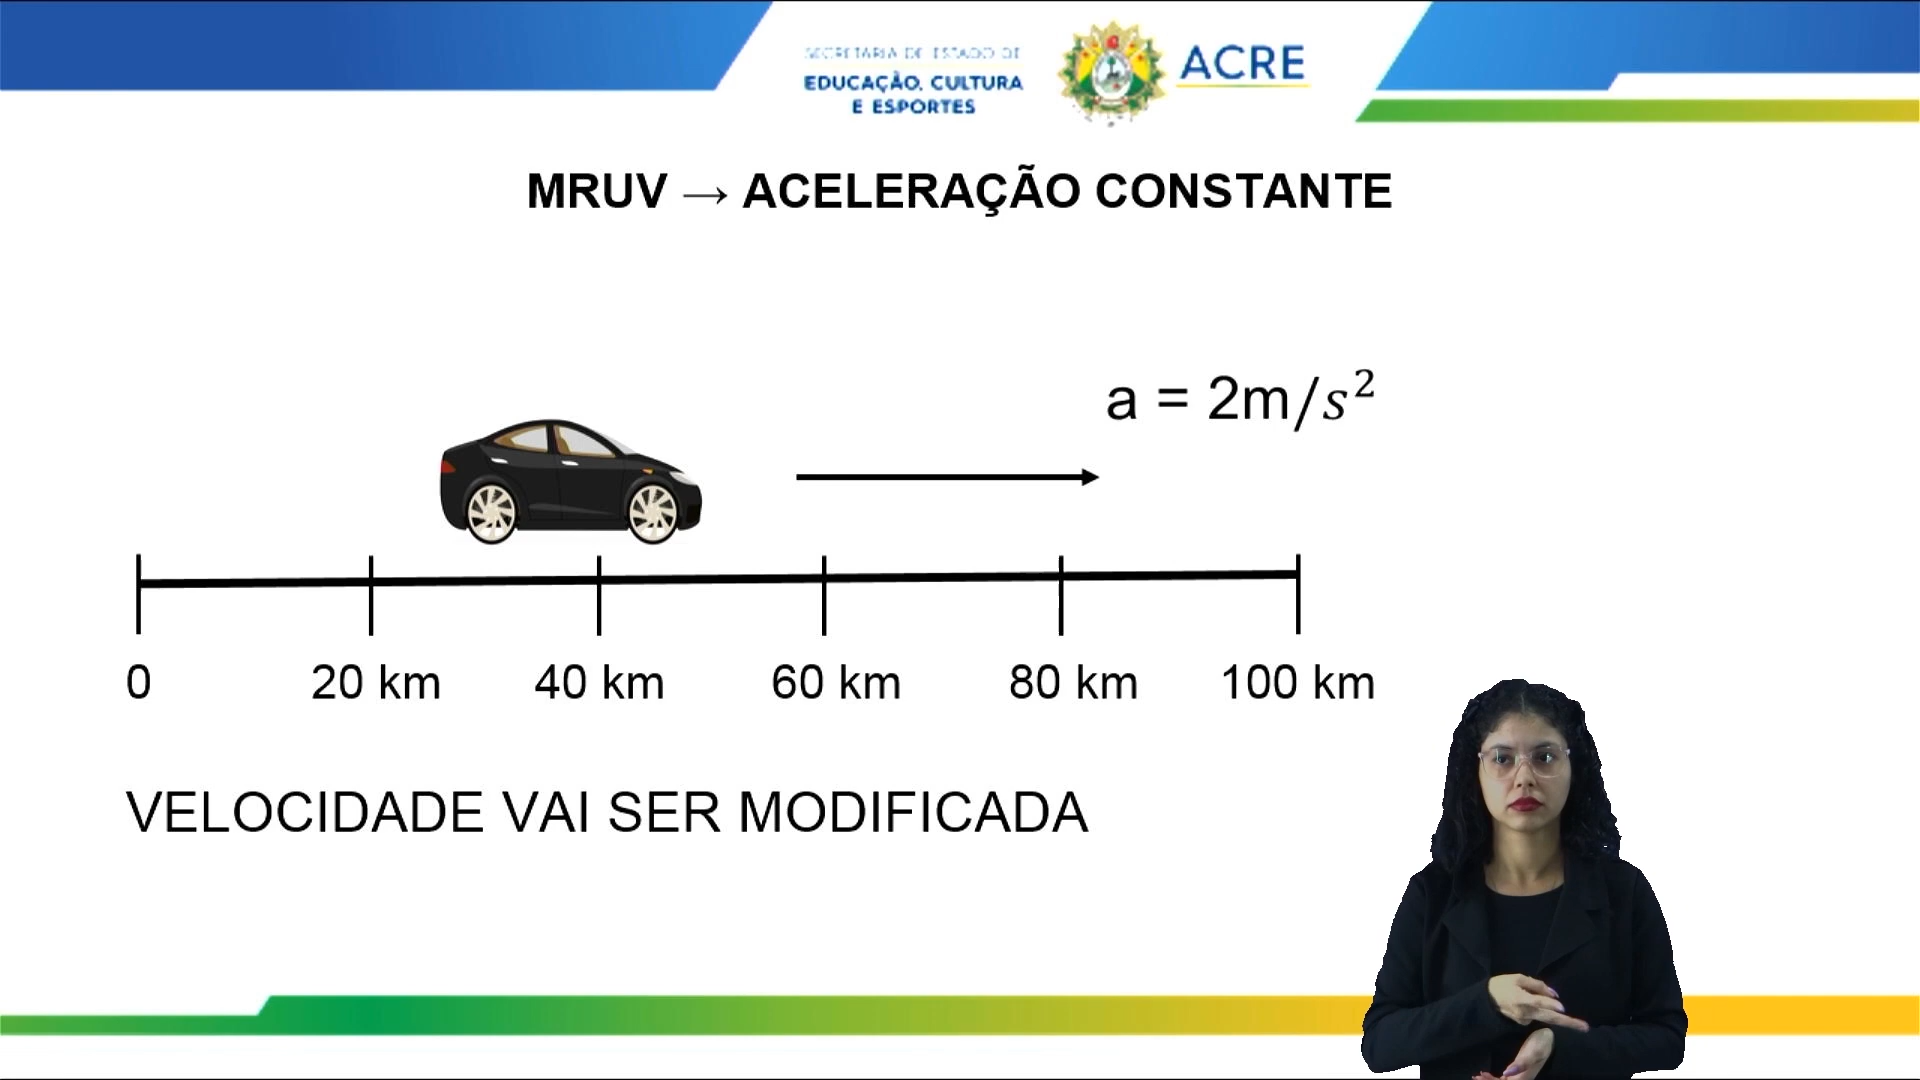 SECRETARIA DE ESTADO DE
EDUCAÇÃO, CULTURA
E ESPORTES
ACRE
MRUV → ACELERAÇÃO CONSTANTE
a = 2m/s²
0 20 km 40 km 60 km 80 km 100 km
VELOCIDADE VAI SER MODIFICADA